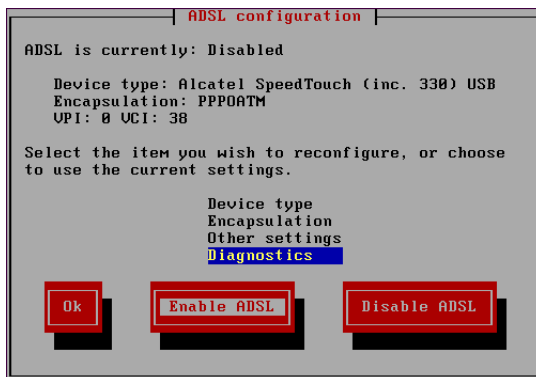 ADSL configuration
ADSL is currently: Disabled
Device type: Alcatel SpeedTouch (inc. 330) USB
Encapsulation: PPPOATM
VPI: 0 VCI: 38
Select the item you wish to reconfigure, or choose
to use the current settings.
Device type
Encapsulation
Other settings
Diagnostics
Ok
Enable ADSL
Disable ADSL